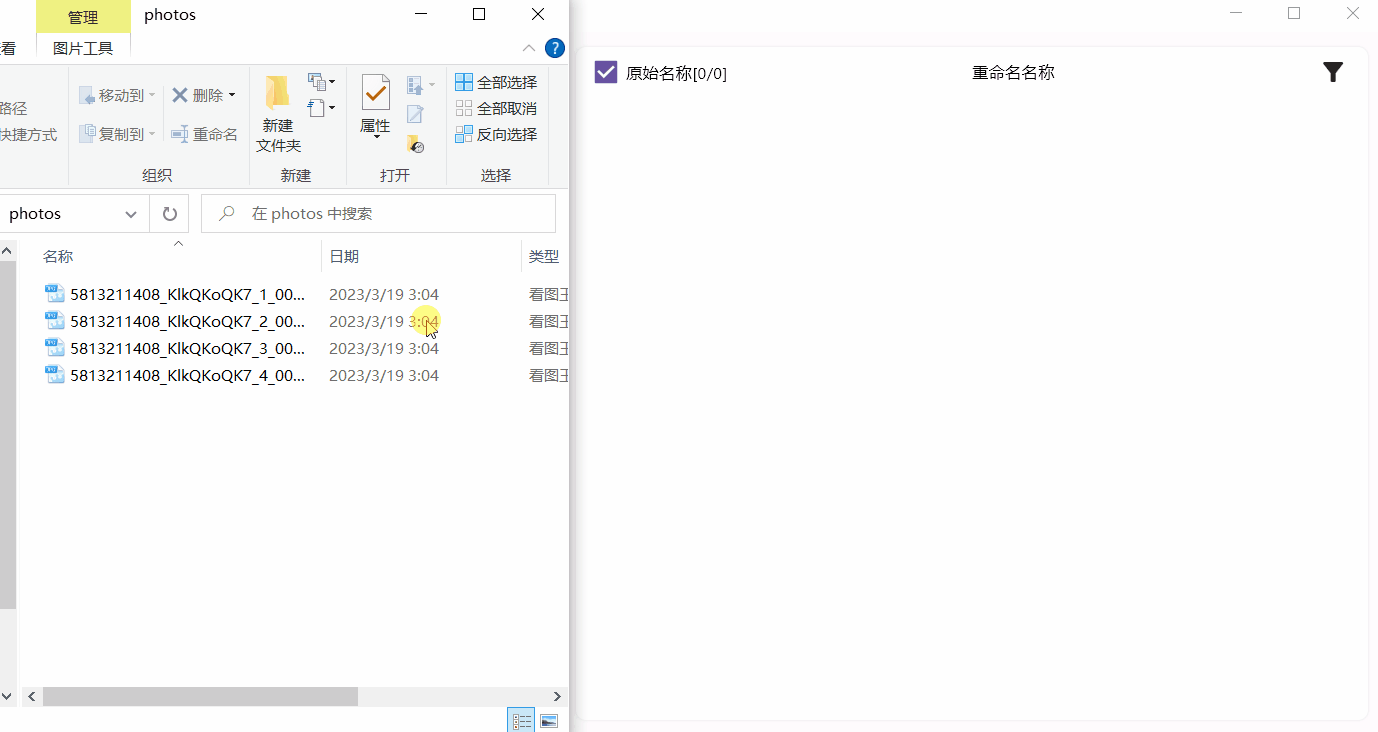 管理
photos
看
图片工具
?
路径
快捷方式
移动到
复制到
删除
重命名
组织
新建
文件夹
新建
属性
打开
全部选择
全部取消
反向选择
选择
photos
在 photos 中搜索
名称
日期
类型
5813211408_KlkQKoQK7_1_00...
2023/3/19 3:04
看图王
5813211408_KlkQKoQK7_2_00...
2023/3/19 3:04
看图王
5813211408_KlkQKoQK7_3_00...
2023/3/19 3:04
看图王
5813211408_KlkQKoQK7_4_00...
2023/3/19 3:04
看图王
原始名称[0/0]
重命名名称